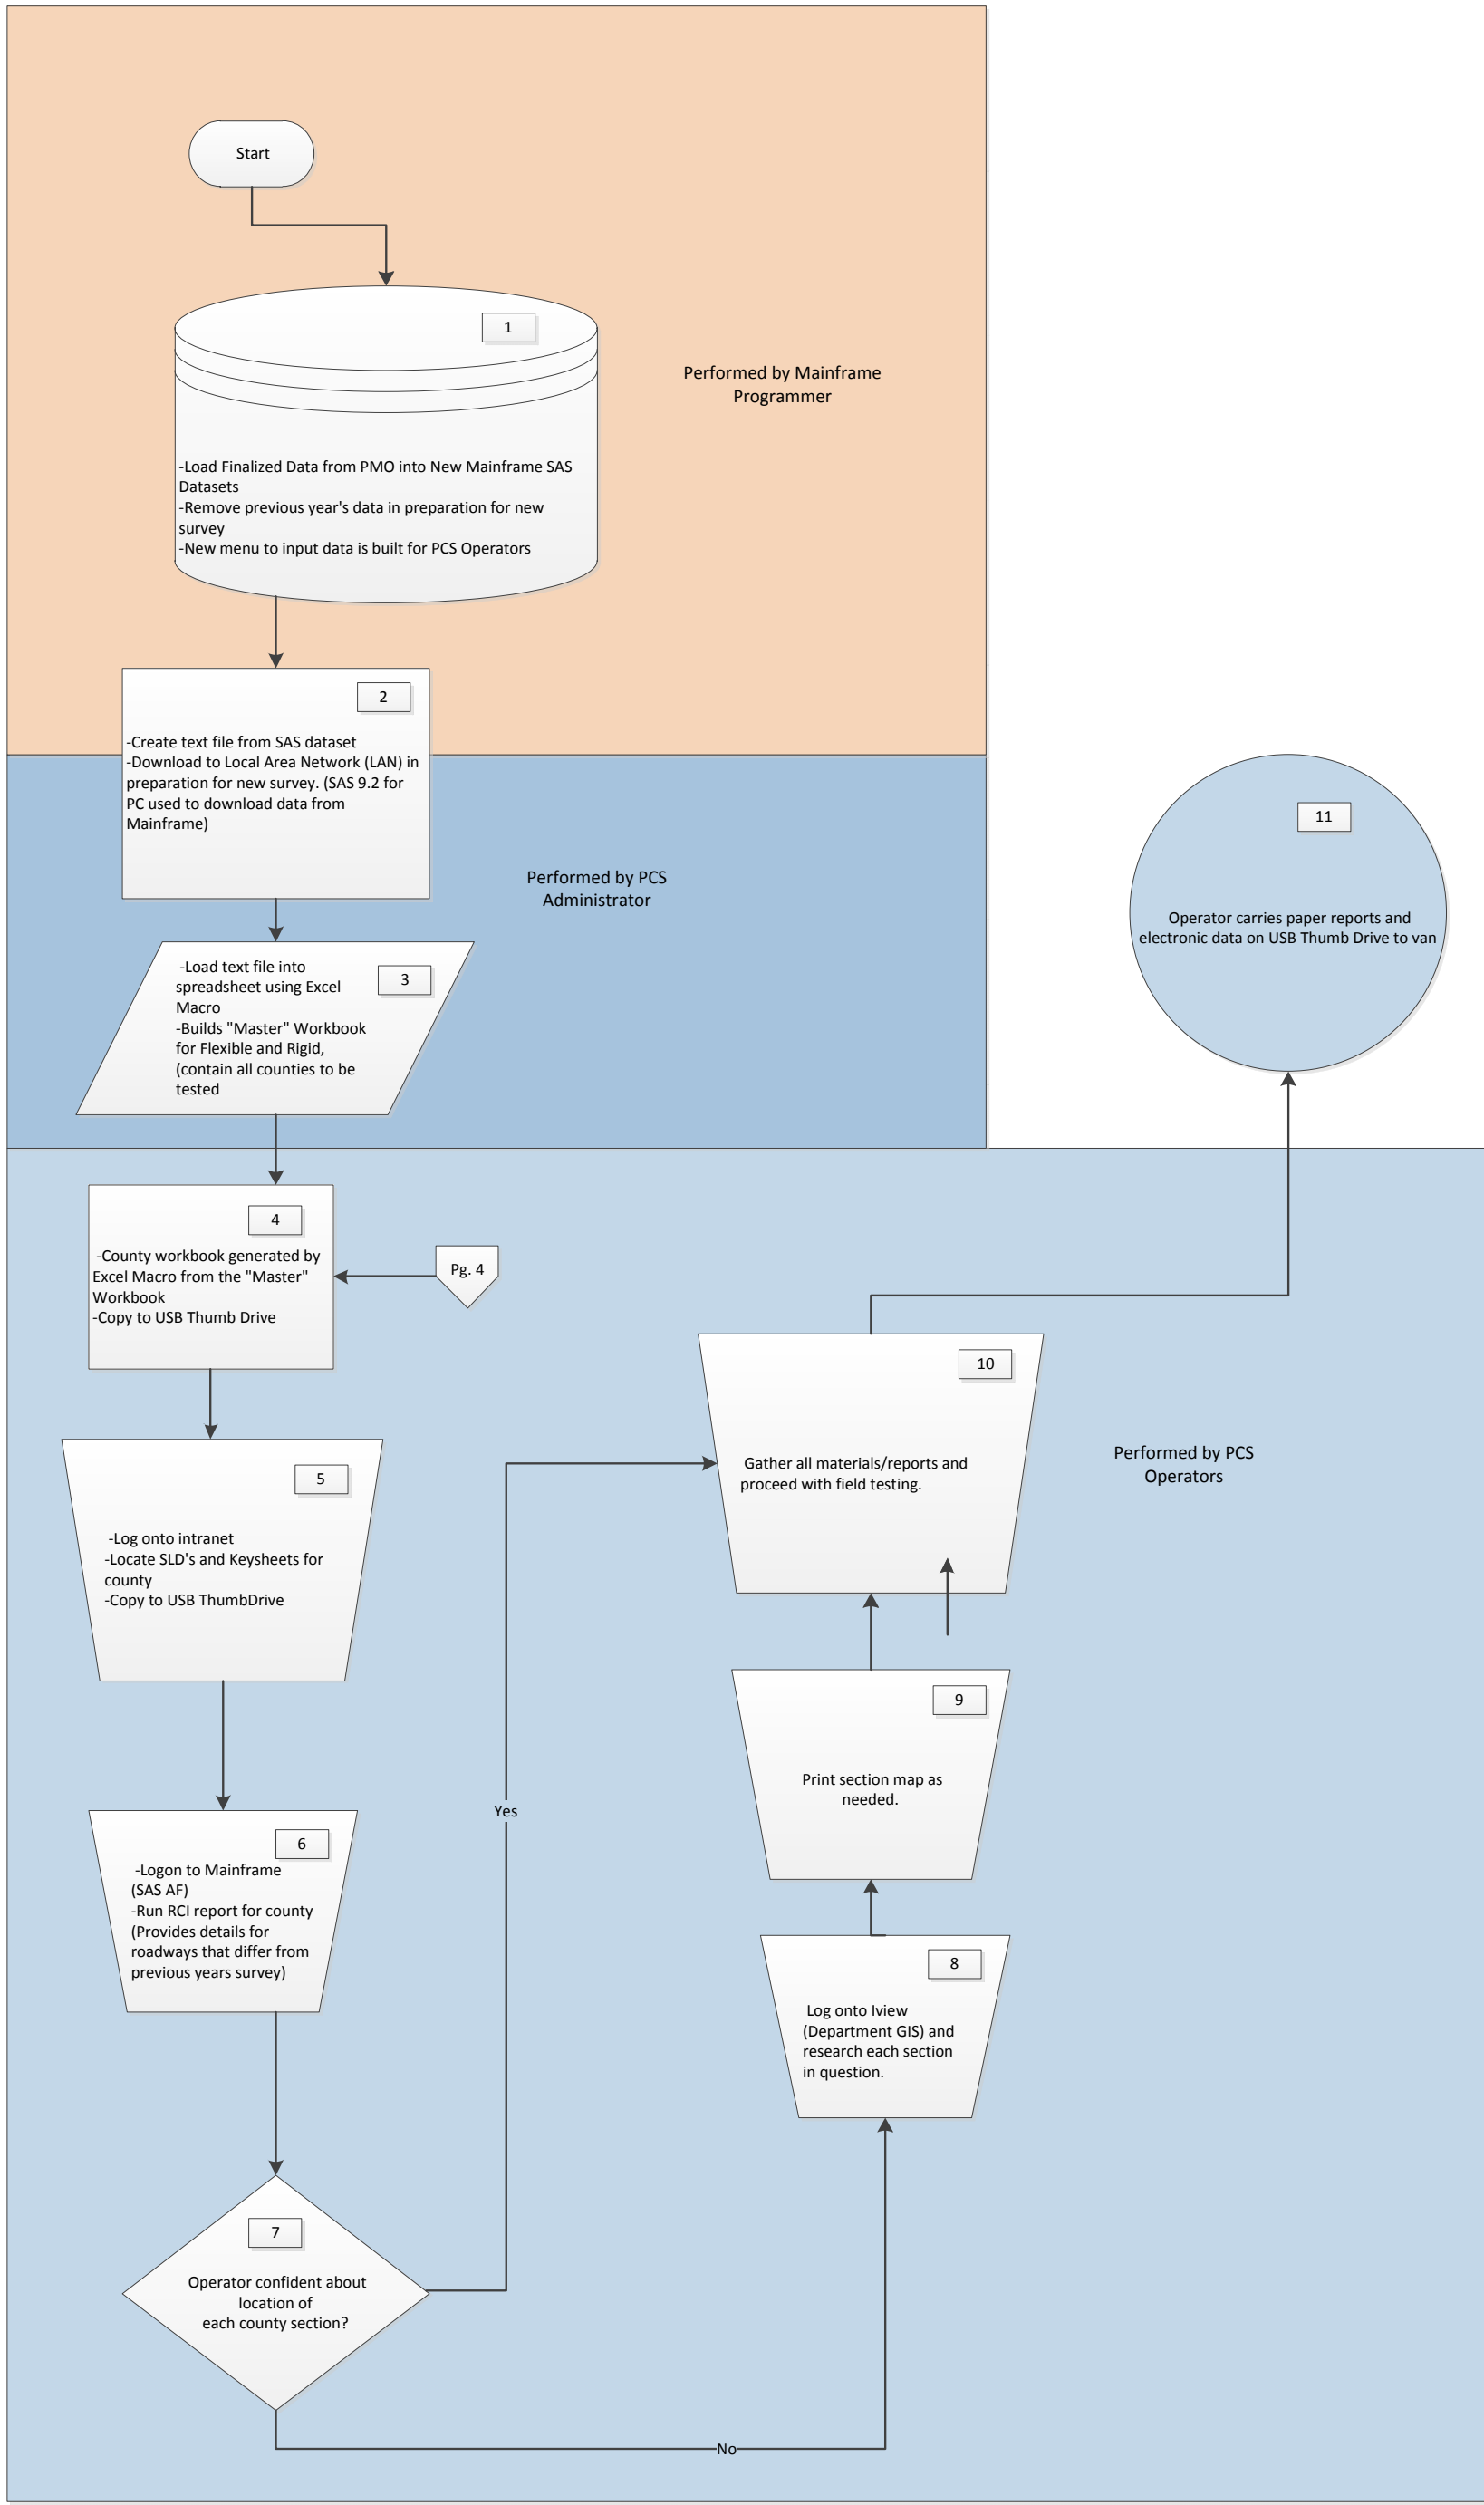 Start
1
-Load Finalized Data from PMO into New Mainframe SAS
Datasets
-Remove previous year's data in preparation for new
survey
-New menu to input data is built for PCS Operators
Performed by Mainframe
Programmer
2
-Create text file from SAS dataset
-Download to Local Area Network (LAN) in
preparation for new survey. (SAS 9.2 for
PC used to download data from
Mainframe)
Performed by PCS
Administrator
3
-Load text file into
spreadsheet using Excel
Macro
-Builds "Master" Workbook
for Flexible and Rigid,
(contain all counties to be
tested
4
-County workbook generated by
Excel Macro from the "Master"
Workbook
-Copy to USB Thumb Drive
Pg. 4
5
-Log onto intranet
-Locate SLD's and Keysheets for
county
-Copy to USB ThumbDrive
6
-Logon to Mainframe
(SAS AF)
-Run RCI report for county
(Provides details for
roadways that differ from
previous years survey)
7
Operator confident about
location of
each county section?
Yes
No
8
Log onto Iview
(Department GIS) and
research each section
in question.
9
Print section map as
needed.
10
Gather all materials/reports and
proceed with field testing.
Performed by PCS
Operators
11
Operator carries paper reports and
electronic data on USB Thumb Drive to van